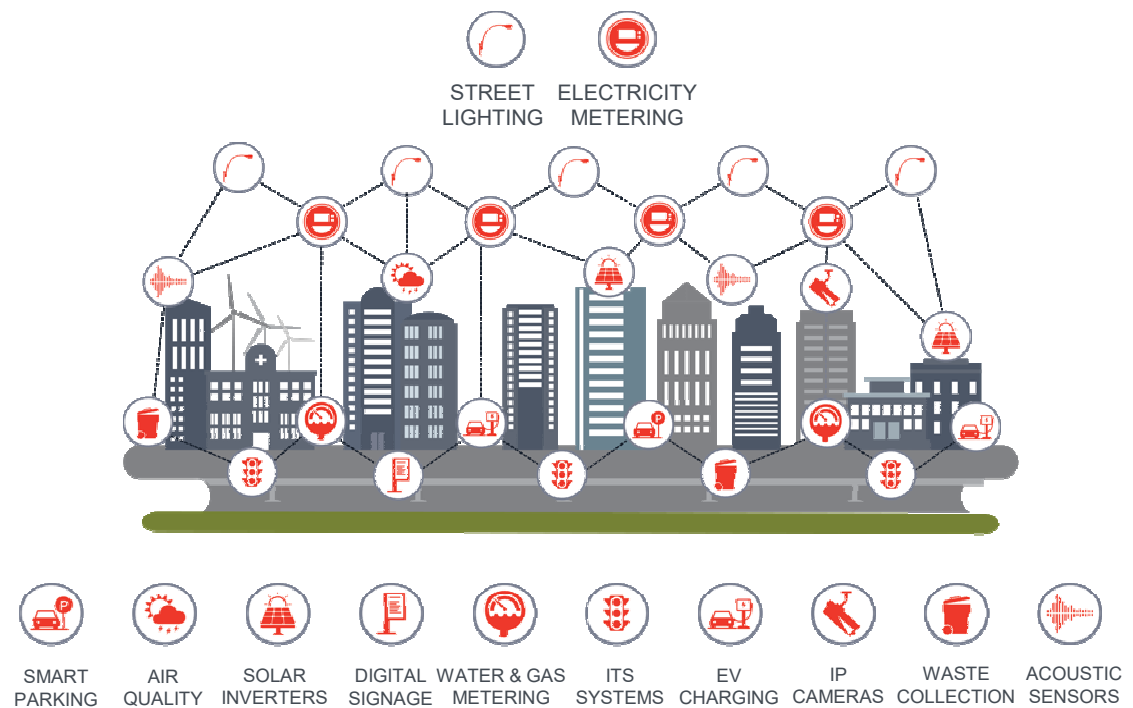 STREET LIGHTING
ELECTRICITY METERING
P
P
SMART PARKING
AIR QUALITY
SOLAR INVERTERS
DIGITAL SIGNAGE
WATER & GAS METERING
ITS SYSTEMS
EV CHARGING
IP CAMERAS
WASTE COLLECTION
ACOUSTIC SENSORS